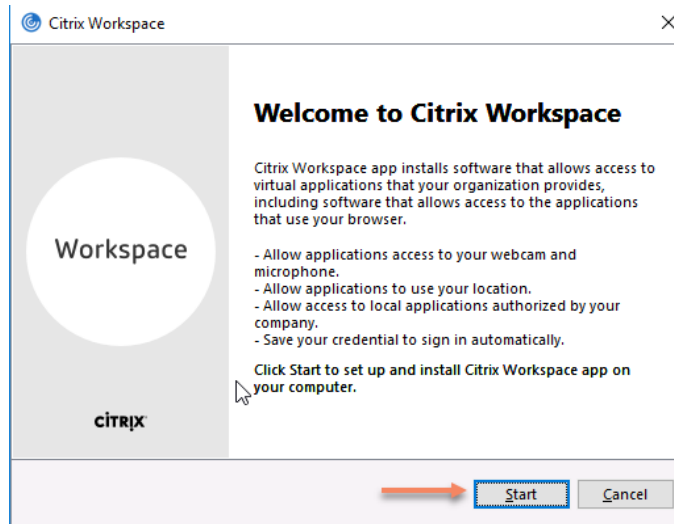 Citrix Workspace
Welcome to Citrix Workspace
Citrix Workspace app installs software that allows access to
virtual applications that your organization provides,
including software that allows access to the applications
that use your browser.
- Allow applications access to your webcam and
microphone.
- Allow applications to use your location.
- Allow access to local applications authorized by your
company.
- Save your credential to sign in automatically.
Click Start to set up and install Citrix Workspace app on
your computer.
Workspace
CİTRİX
Start
Cancel